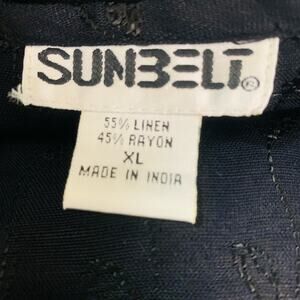 SUNBELT®
55% LINEN
45% RAYON
XL
MADE IN INDIA